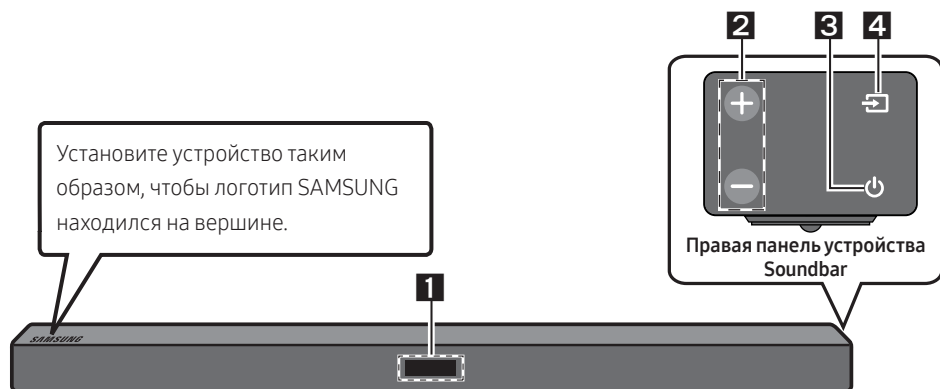 2
3
4
Установите устройство таким
образом, чтобы логотип SAMSUNG
находился на вершине.
Правая панель устройства
Soundbar
1
SAMSUNG